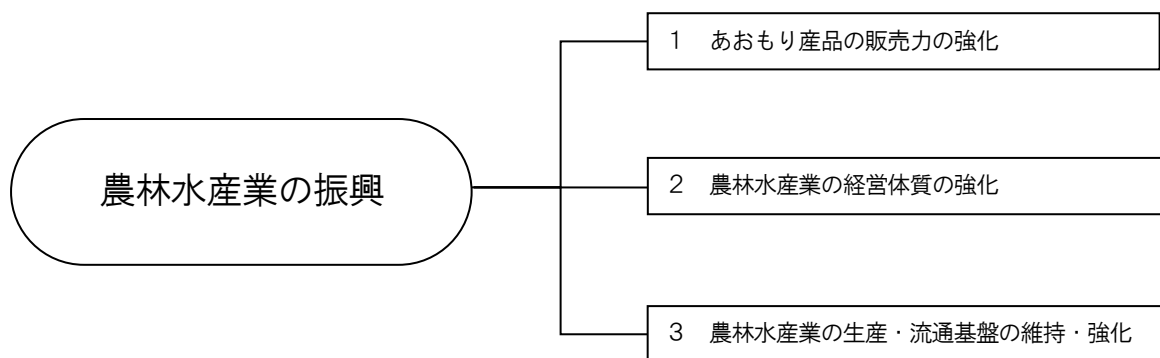 農林水産業の振興
1　あおもり産品の販売力の強化
2　農林水産業の経営体質の強化
3　農林水産業の生産・流通基盤の維持・強化